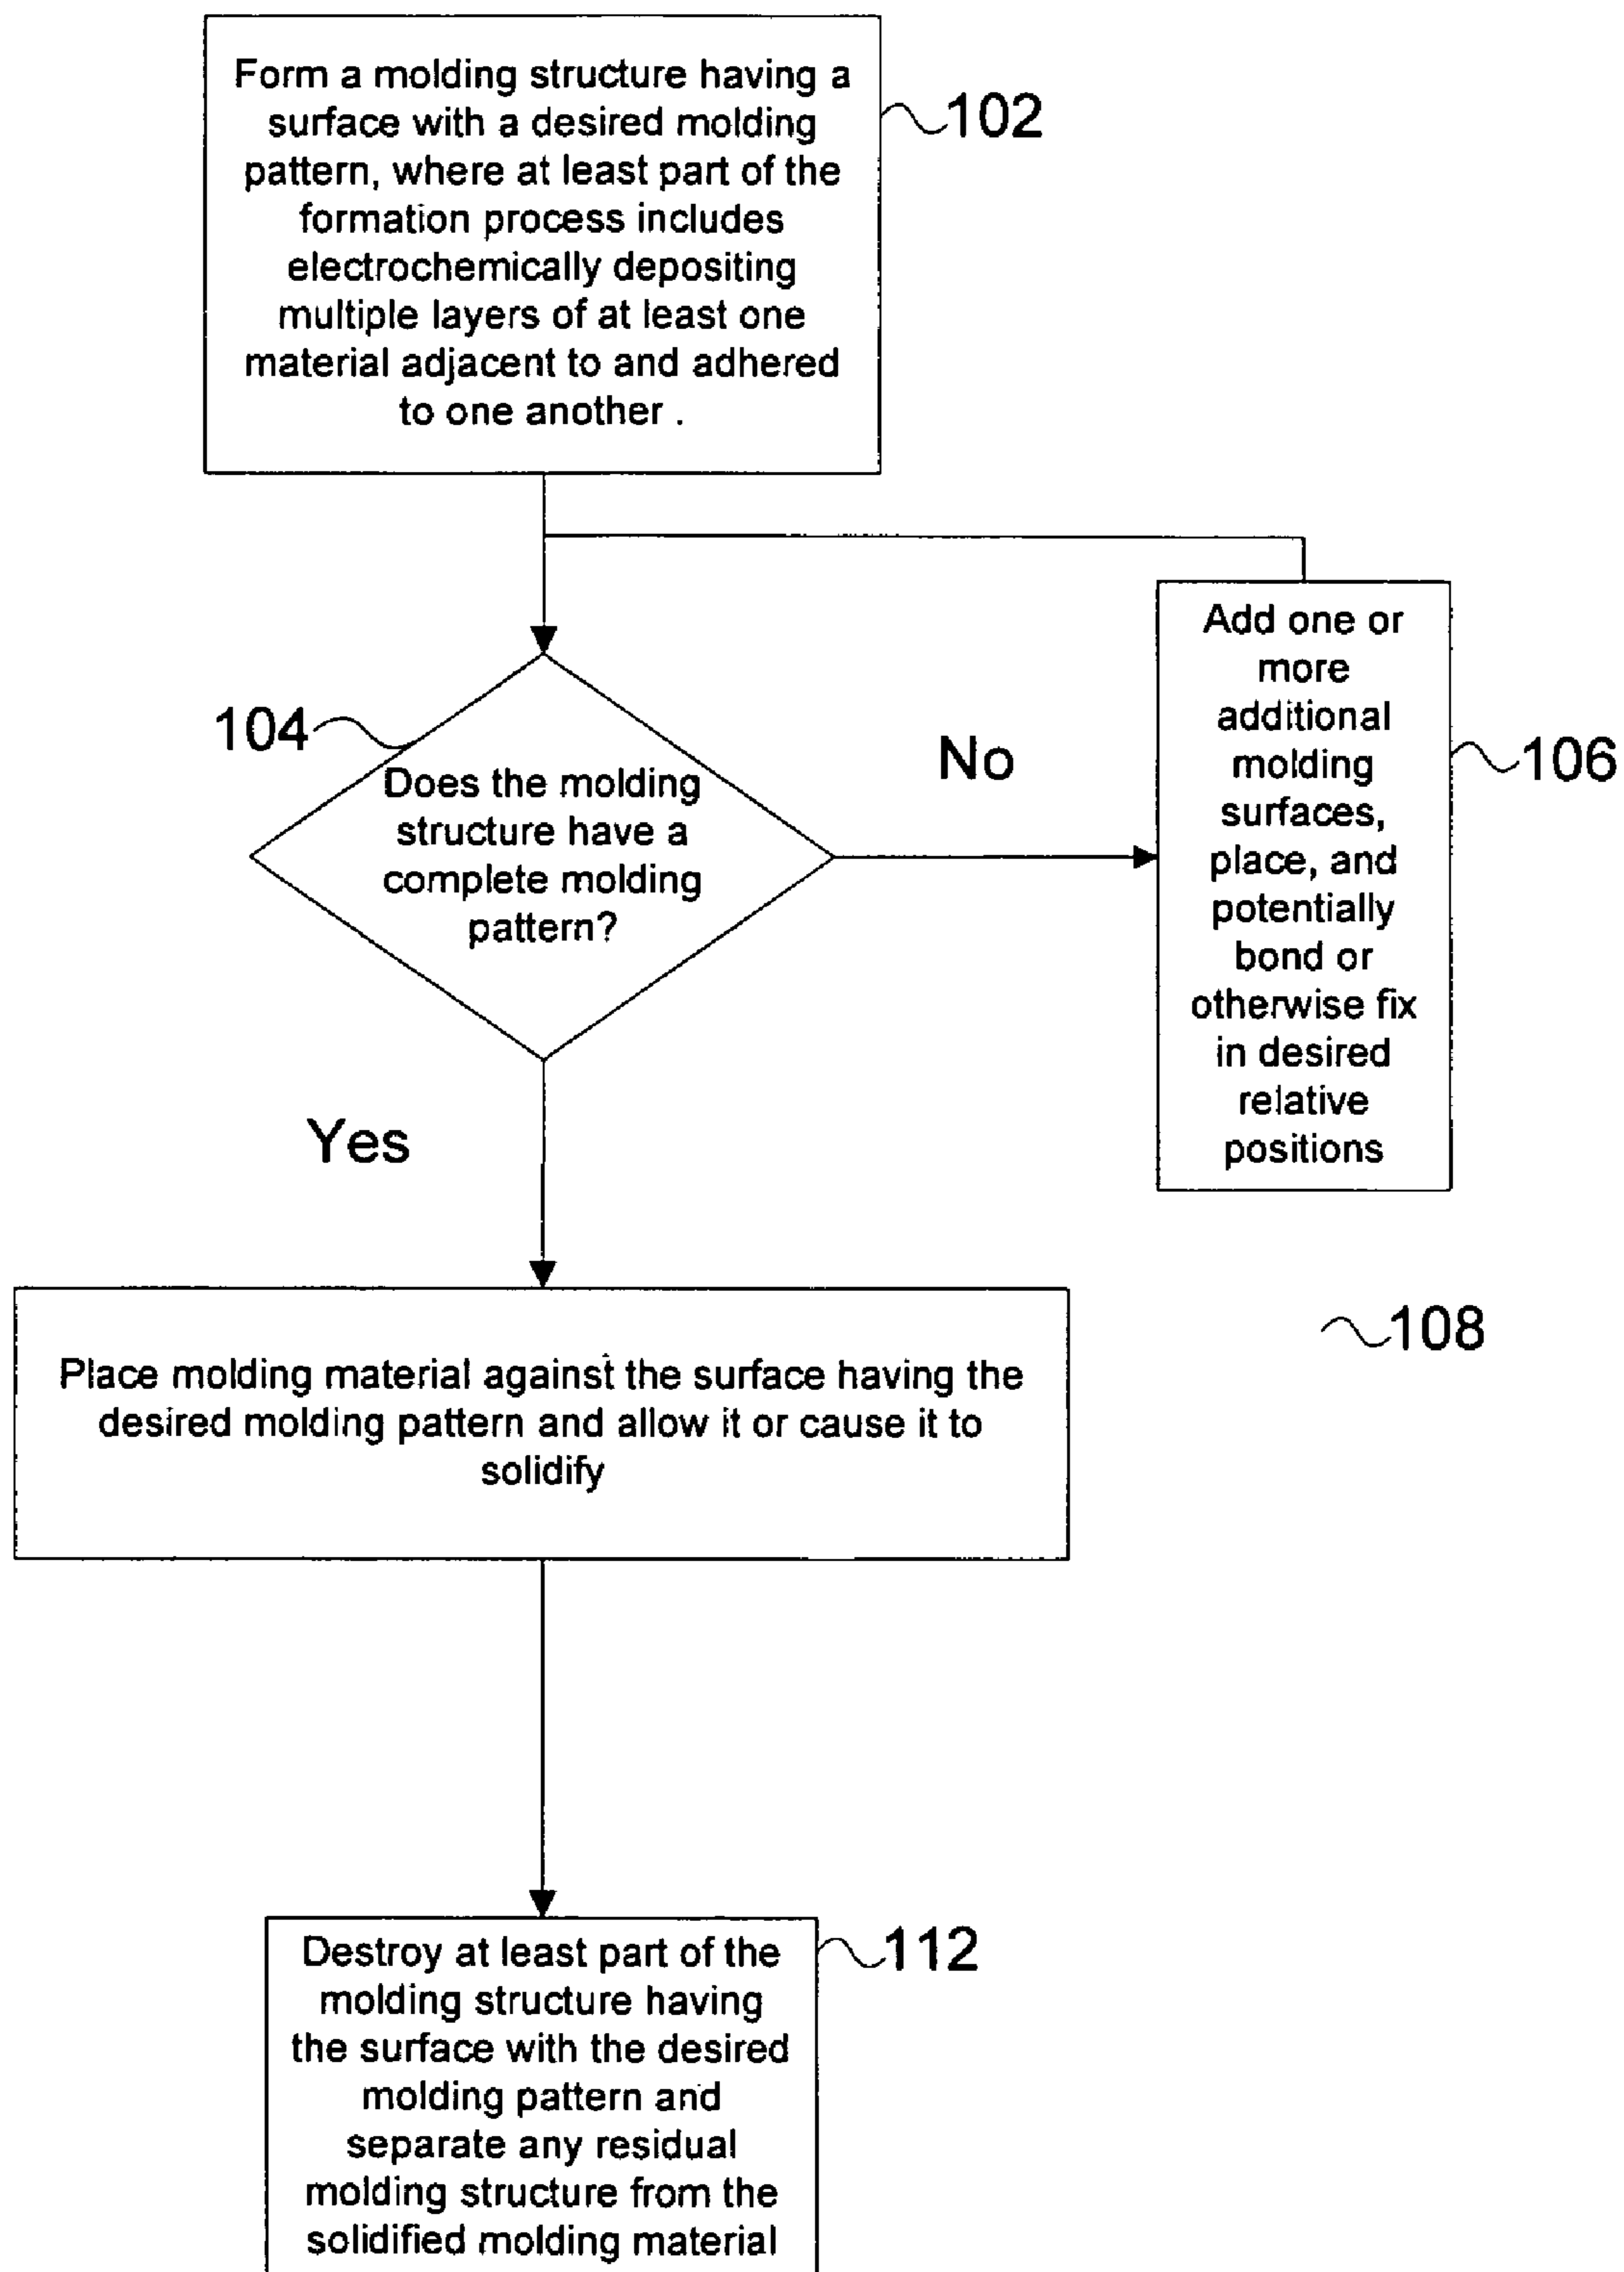 Form a molding structure having a
surface with a desired molding
pattern, where at least part of the
formation process includes
electrochemically depositing
multiple layers of at least one
material adjacent to and adhered
to one another .
102
104
Does the molding
structure have a
complete molding
pattern?
No
Add one or
more
additional
molding
surfaces,
place, and
potentially
bond or
otherwise fix
in desired
relative
positions
106
Yes
Place molding material against the surface having the
desired molding pattern and allow it or cause it to
solidify
108
Destroy at least part of the
molding structure having
the surface with the desired
molding pattern and
separate any residual
molding structure from the
solidified molding material
112